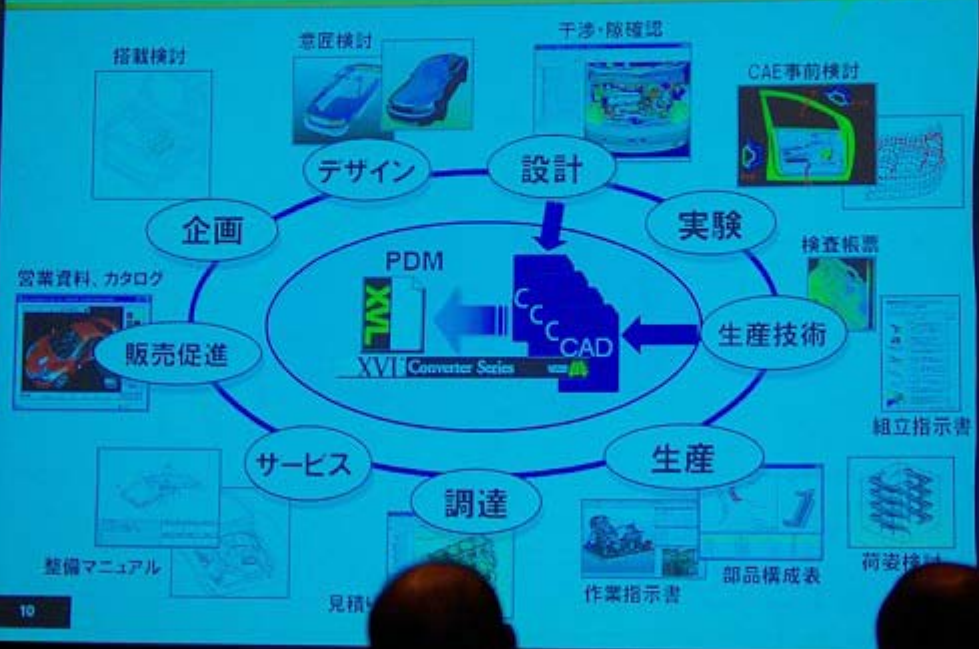 搭載検討
意匠検討
干渉・隙確認
CAE事前検討
デザイン
設計
企画
実験
検査帳票
PDM
XVL
営業資料、カタログ
C
C
C
CAD
販売促進
生産技術
XVL Converter Series
組立指示書
サービス
生産
調達
整備マニュアル
見積
作業指示書
部品構成表
荷姿検討
10